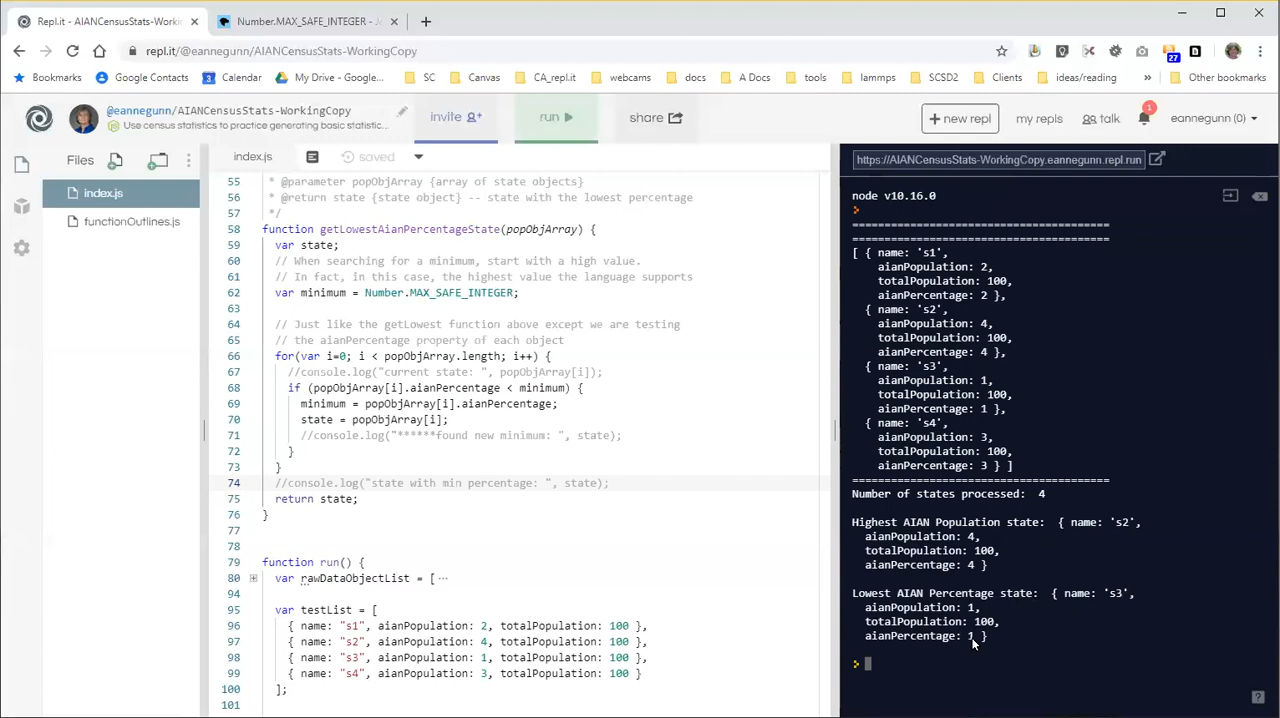 Repl.it - AIANCensusStats-Workin
Number.MAX_SAFE_INTEGER - Ja
repl.it/@eannegunn/AIANCensusStats-WorkingCopy
27
Bookmarks
Google Contacts
Calendar
My Drive - Google...
SC
Canvas
CA_repl.it
webcams
docs
A Docs
tools
lammps
SCSD2
Clients
ideas/reading
»
Other bookmarks
@eannegunn/AIANCensusStats-WorkingCopy
Use census statistics to practice generating basic statistic...
invite
run
share
+ new repl
my repls
talk
1
eannegunn (0)
Files
index.js
functionOutlines.js
index.js
saved
55 * @parameter popObjArray {array of state objects}
56 * @return state {state object} -- state with the lowest percentage
57 */
58 function getLowestAianPercentageState(popObjArray) {
59 var state;
60 // When searching for a minimum, start with a high value.
61 // In fact, in this case, the highest value the language supports
62 var minimum = Number.MAX_SAFE_INTEGER;
63
64 // Just like the getLowest function above except we are testing
65 // the aianPercentage property of each object
66 for(var i=0; i < popObjArray.length; i++) {
67 //console.log("current state: ", popObjArray[i]);
68 if (popObjArray[i].aianPercentage < minimum) {
69 minimum = popObjArray[i].aianPercentage;
70 state = popObjArray[i];
71 //console.log("******found new minimum: ", state);
72 }
73 }
74 //console.log("state with min percentage: ", state);
75 return state;
76 }
77
78
79 function run() {
80 var rawDataObjectList = [ ···
94
95 var testList = [
96 { name: "s1", aianPopulation: 2, totalPopulation: 100 },
97 { name: "s2", aianPopulation: 4, totalPopulation: 100 },
98 { name: "s3", aianPopulation: 1, totalPopulation: 100 },
99 { name: "s4", aianPopulation: 3, totalPopulation: 100 }
100 ];
101
https://AIANCensusStats-WorkingCopy.eannegunn.repl.run
node v10.16.0
>
========================================
========================================
[ { name: 's1',
aianPopulation: 2,
totalPopulation: 100,
aianPercentage: 2 },
{ name: 's2',
aianPopulation: 4,
totalPopulation: 100,
aianPercentage: 4 },
{ name: 's3',
aianPopulation: 1,
totalPopulation: 100,
aianPercentage: 1 },
{ name: 's4',
aianPopulation: 3,
totalPopulation: 100,
aianPercentage: 3 } ]
========================================
Number of states processed:  4
Highest AIAN Population state:  { name: 's2',
aianPopulation: 4,
totalPopulation: 100,
aianPercentage: 4 }
Lowest AIAN Percentage state:  { name: 's3',
aianPopulation: 1,
totalPopulation: 100,
aianPercentage: 1 }
>
?